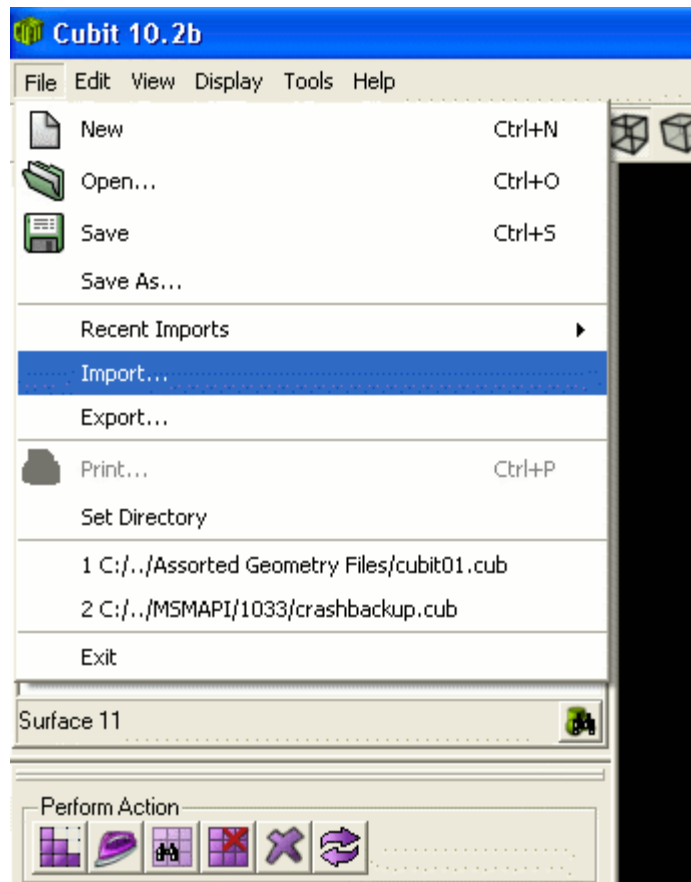 Cubit 10.2b
File Edit View Display Tools Help
New Ctrl+N
Open... Ctrl+O
Save Ctrl+S
Save As...
Recent Imports
Import...
Export...
Print... Ctrl+P
Set Directory
1 C:/../Assorted Geometry Files/cubit01.cub
2 C:/../MSMAPI/1033/crashbackup.cub
Exit
Surface 11
Perform Action